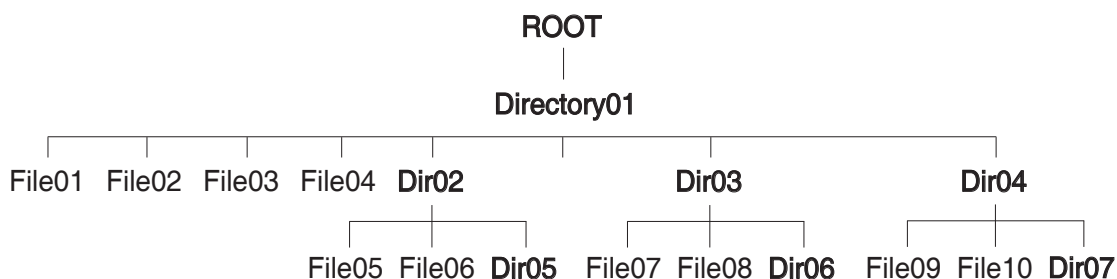 ROOT
Directory01
File01 File02 File03 File04 Dir02 Dir03 Dir04
File05 File06 Dir05 File07 File08 Dir06 File09 File10 Dir07